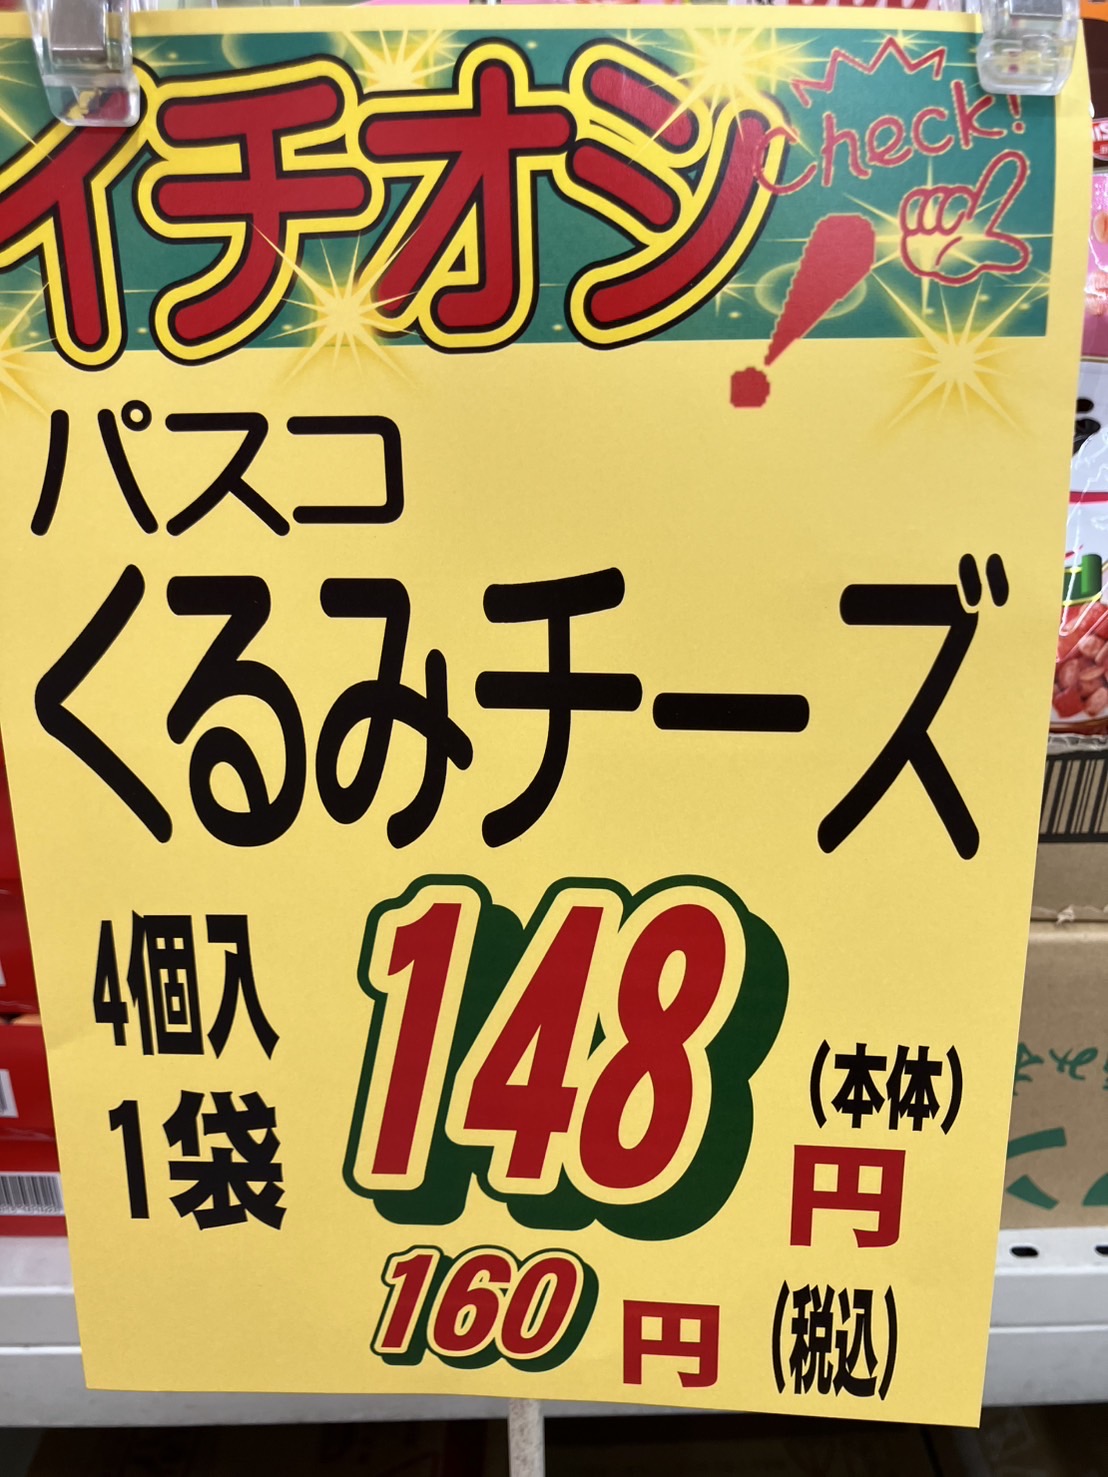 イチオシ
check!
!
パスコ
くるみチーズ
4個入
1袋
148
(本体)
円
160円(税込)